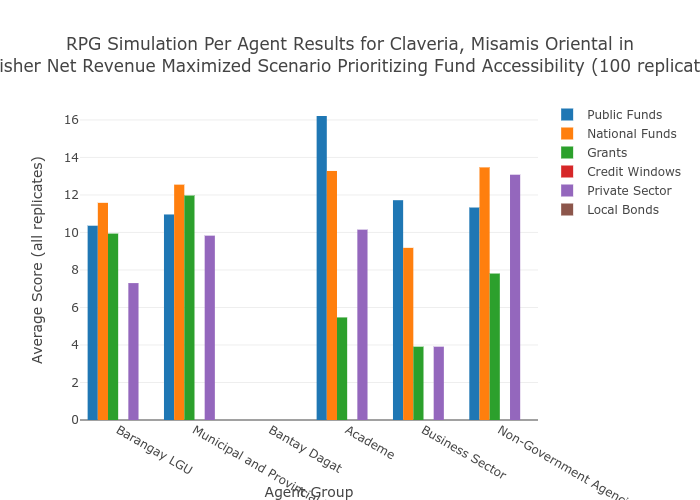 RPG Simulation Per Agent Results for Claveria, Misamis Oriental in
isher Net Revenue Maximized Scenario Prioritizing Fund Accessibility (100 replicat
Public Funds
National Funds
Grants
Credit Windows
Private Sector
Local Bonds
Average Score (all replicates)
16
14
12
10
8
6
4
2
0
Barangay LGU
Municipal and Provincial
Bantay Dagat
Academe
Business Sector
Non-Government Agenci
Agent Group